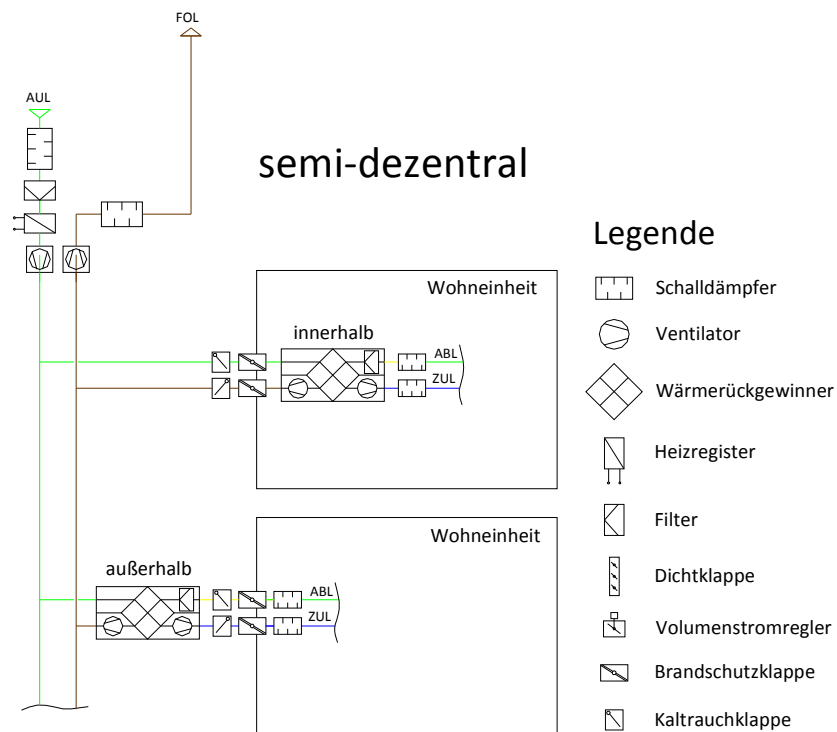 FOL
AUL
semi-dezentral
Legende
Wohneinheit
innerhalb
ABL
ZUL
Schalldämpfer
Ventilator
Wärmerückgewinner
Heizregister
Filter
Dichtklappe
Volumenstromregler
Brandschutzklappe
Kaltrauchklappe
Wohneinheit
außerhalb
ABL
ZUL